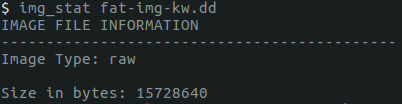 $ img_stat fat-img-kw.dd
IMAGE FILE INFORMATION
--------------------------------------------
Image Type: raw

Size in bytes: 15728640